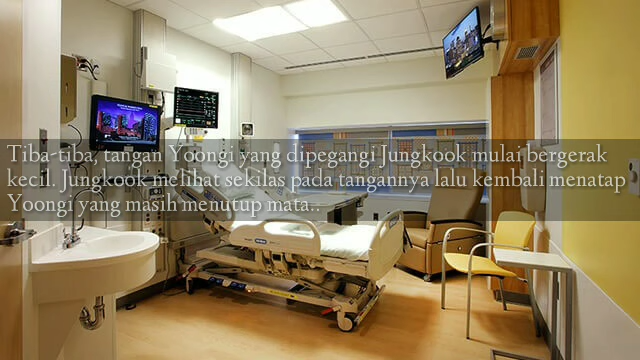 Tiba-tiba, tangan Yoongi yang dipegangi Jungkook mulai bergerak
kecil. Jungkook melihat sekilas pada tangannya lalu kembali menatap
Yoongi yang masih menutup mata..